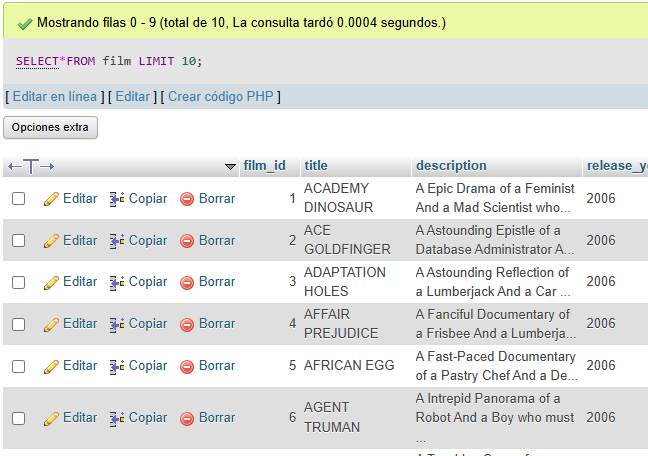 Mostrando filas 0 - 9 (total de 10, La consulta tardó 0.0004 segundos.)
SELECT*FROM film LIMIT 10;
[ Editar en línea ] [ Editar ] [ Crear código PHP ]
Opciones extra
film_id title description release_ye
Editar Copiar Borrar 1 ACADEMY DINOSAUR A Epic Drama of a Feminist And a Mad Scientist who... 2006
Editar Copiar Borrar 2 ACE GOLDFINGER A Astounding Epistle of a Database Administrator A... 2006
Editar Copiar Borrar 3 ADAPTATION HOLES A Astounding Reflection of a Lumberjack And a Car ... 2006
Editar Copiar Borrar 4 AFFAIR PREJUDICE A Fanciful Documentary of a Frisbee And a Lumberja... 2006
Editar Copiar Borrar 5 AFRICAN EGG A Fast-Paced Documentary of a Pastry Chef And a De... 2006
Editar Copiar Borrar 6 AGENT TRUMAN A Intrepid Panorama of a Robot And a Boy who must ... 2006